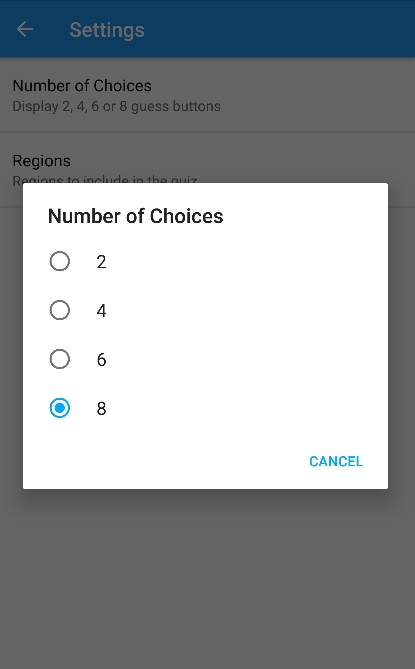 Settings
Number of Choices
Display 2, 4, 6 or 8 guess buttons
Regions
Regions to include in the quiz
Number of Choices
2
4
6
8
CANCEL